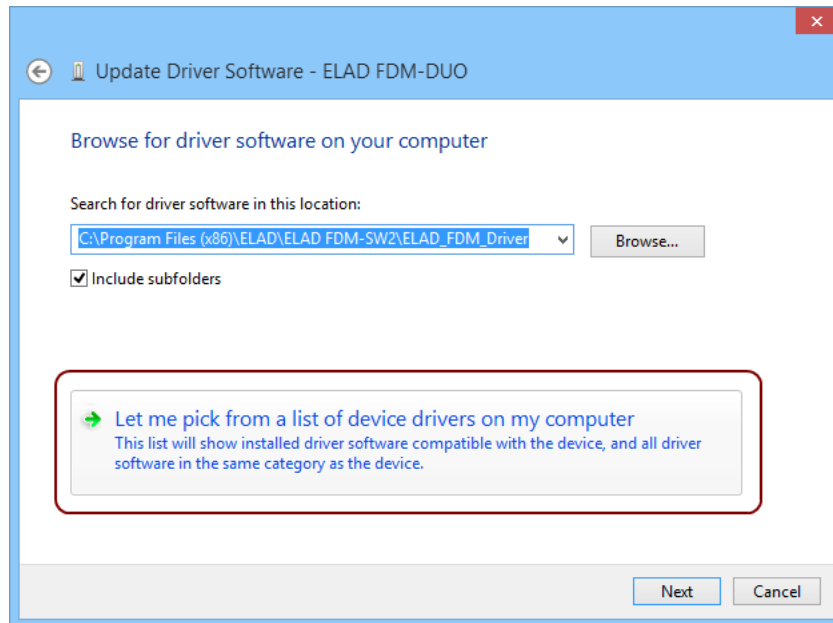 Update Driver Software - ELAD FDM-DUO
Browse for driver software on your computer
Search for driver software in this location:
C:\Program Files (x86)\ELAD\ELAD FDM-SW2\ELAD_FDM_Driver
Browse...
Include subfolders
Let me pick from a list of device drivers on my computer
This list will show installed driver software compatible with the device, and all driver
software in the same category as the device.
Next
Cancel